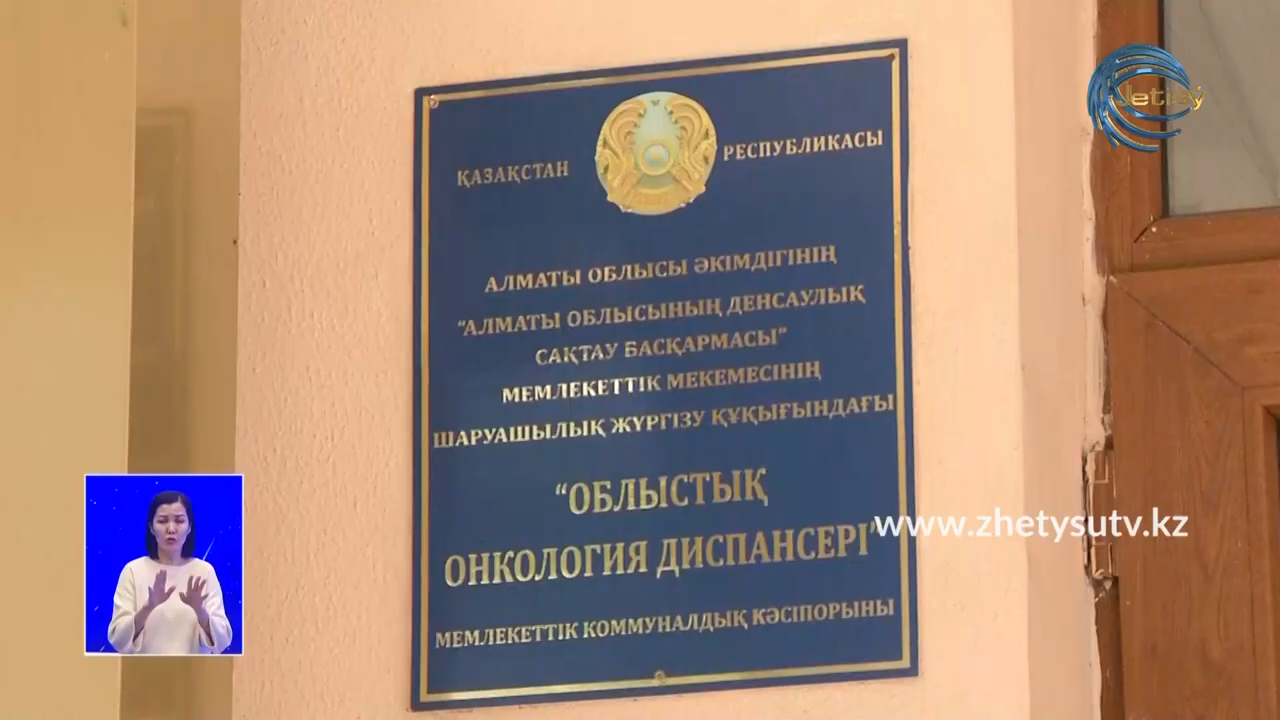 Jetisý
ҚАЗАҚСТАН РЕСПУБЛИКАСЫ
АЛМАТЫ ОБЛЫСЫ ӘКІМДІГІНІҢ
“АЛМАТЫ ОБЛЫСЫНЫҢ ДЕНСАУЛЫҚ
САҚТАУ БАСҚАРМАСЫ”
МЕМЛЕКЕТТІК МЕКЕМЕСІНІҢ
ШАРУАШЫЛЫҚ ЖҮРГІЗУ ҚҰҚЫҒЫНДАҒЫ
“ОБЛЫСТЫҚ
ОНКОЛОГИЯ ДИСПАНСЕРІ”
МЕМЛЕКЕТТІК КОММУНАЛДЫҚ КӘСІПОРЫНЫ
www.zhetysutv.kz